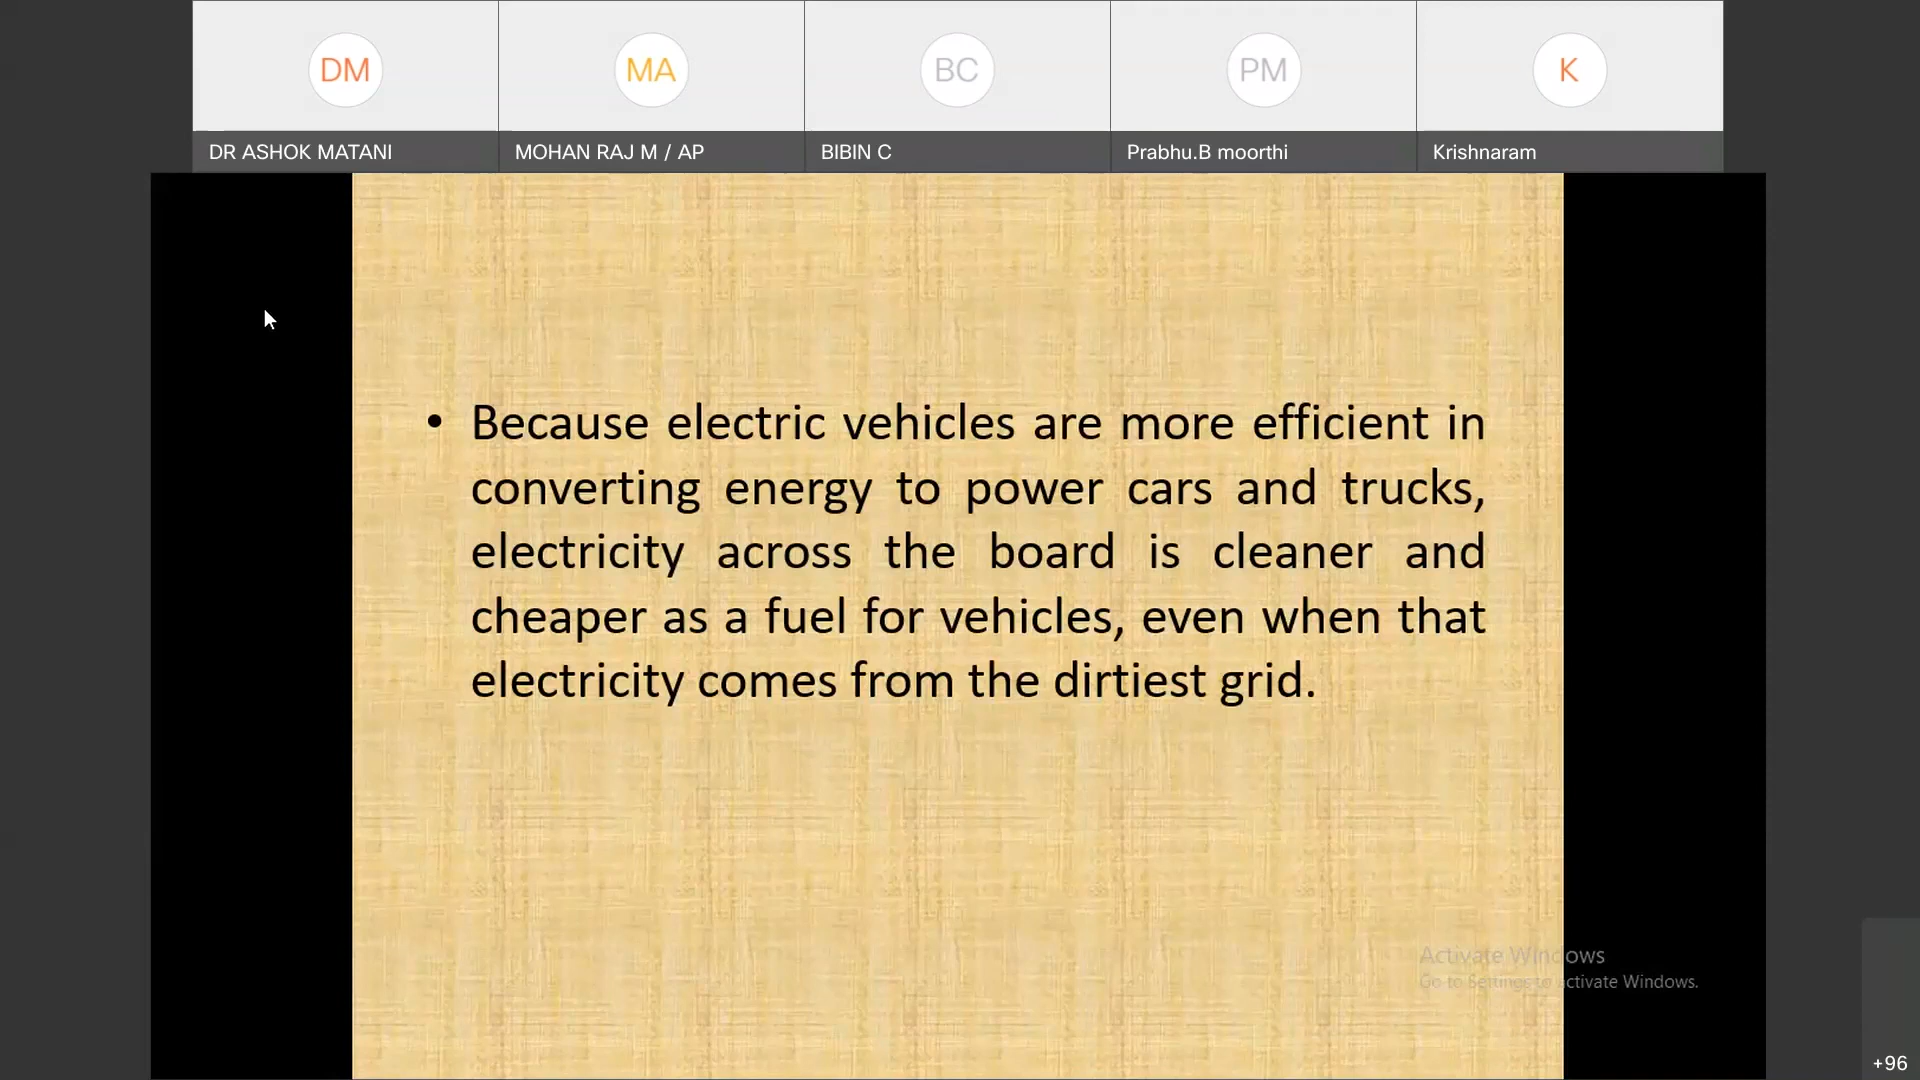 DM
MA
BC
PM
K
DR ASHOK MATANI
MOHAN RAJ M / AP
BIBIN C
Prabhu.B moorthi
Krishnaram
• Because electric vehicles are more efficient in
converting energy to power cars and trucks,
electricity across the board is cleaner and
cheaper as a fuel for vehicles, even when that
electricity comes from the dirtiest grid.
Activate Windows
Go to Settings to activate Windows.
+96